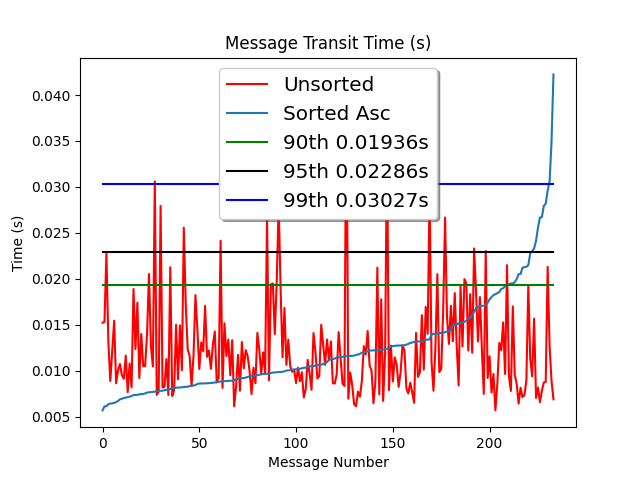 Message Transit Time (s)
Unsorted
Sorted Asc
90th 0.01936s
95th 0.02286s
99th 0.03027s
0.040
0.035
0.030
0.025
0.020
0.015
0.010
0.005
Time (s)
0 50 100 150 200
Message Number